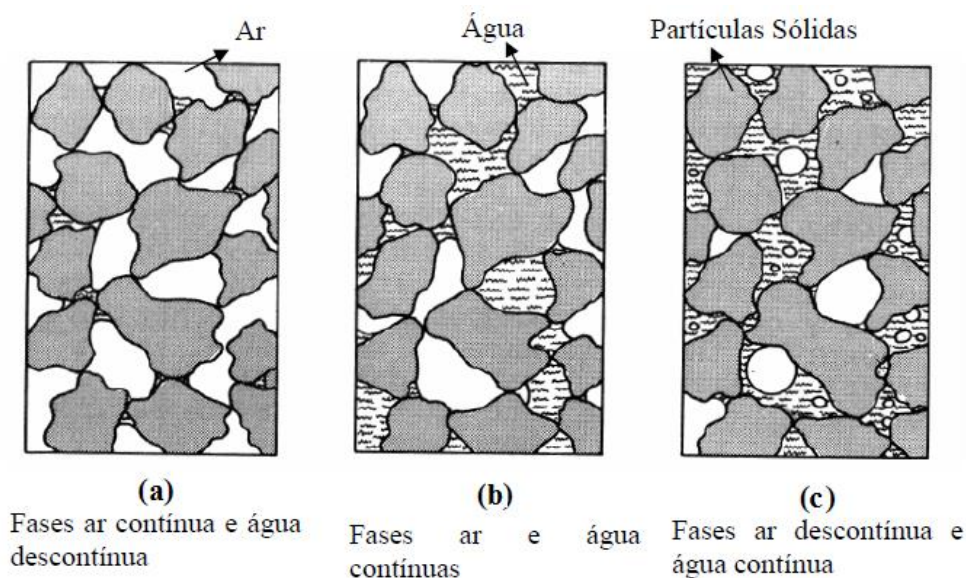 Ar
Água
Partículas Sólidas
(a)
Fases ar contínua e água
descontínua
(b)
Fases ar e água
contínuas
(c)
Fases ar descontínua e
água contínua